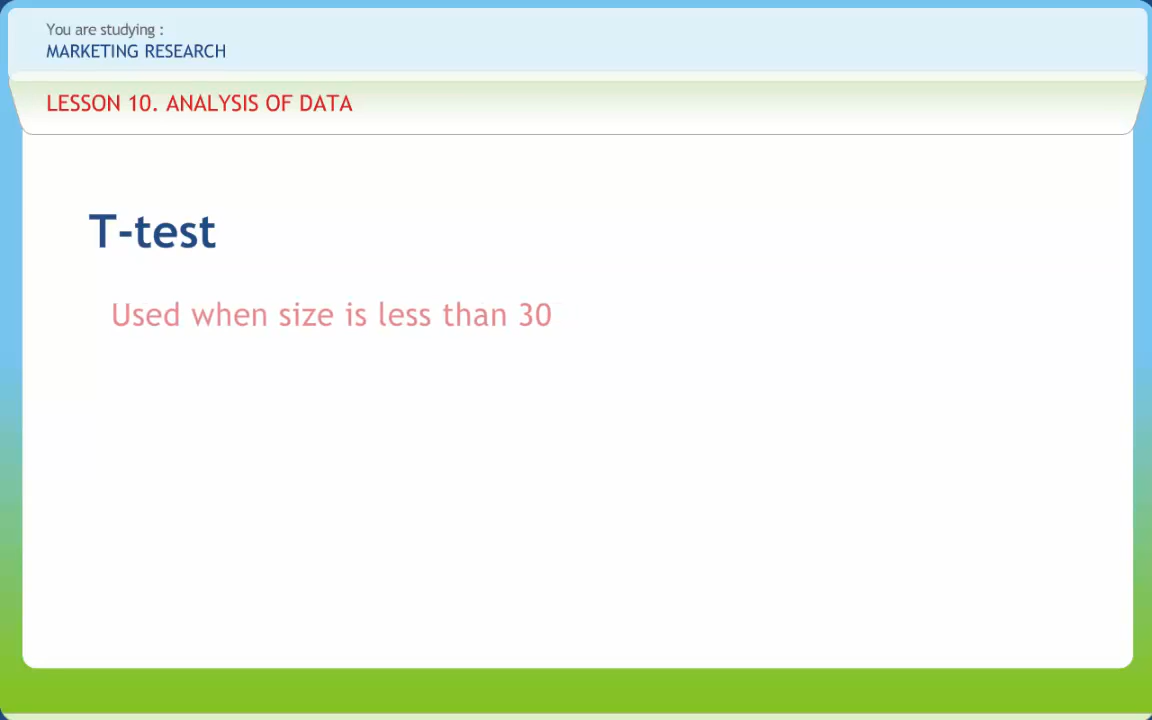 You are studying :
MARKETING RESEARCH
LESSON 10. ANALYSIS OF DATA
T-test
Used when size is less than 30